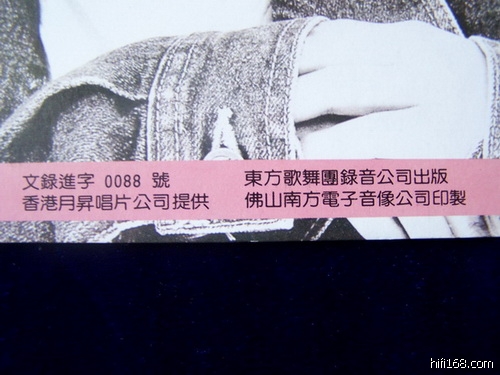 文錄進字 0088 號
香港月昇唱片公司提供
東方歌舞團錄音公司出版
佛山南方電子音像公司印製
hifi168.com